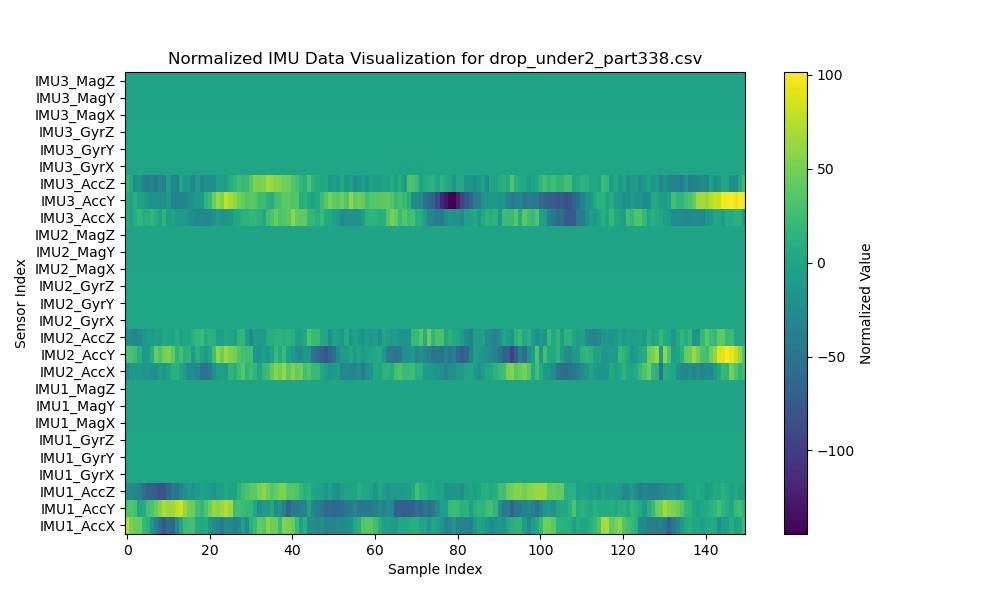 Normalized IMU Data Visualization for drop_under2_part338.csv
IMU3_MagZ
IMU3_MagY
IMU3_MagX
IMU3_GyrZ
IMU3_GyrY
IMU3_GyrX
IMU3_AccZ
IMU3_AccY
IMU3_AccX
IMU2_MagZ
IMU2_MagY
IMU2_MagX
IMU2_GyrZ
IMU2_GyrY
IMU2_GyrX
IMU2_AccZ
IMU2_AccY
IMU2_AccX
IMU1_MagZ
IMU1_MagY
IMU1_MagX
IMU1_GyrZ
IMU1_GyrY
IMU1_GyrX
IMU1_AccZ
IMU1_AccY
IMU1_AccX
Sensor Index
0 20 40 60 80 100 120 140
Sample Index
100
50
0
−50
−100
Normalized Value